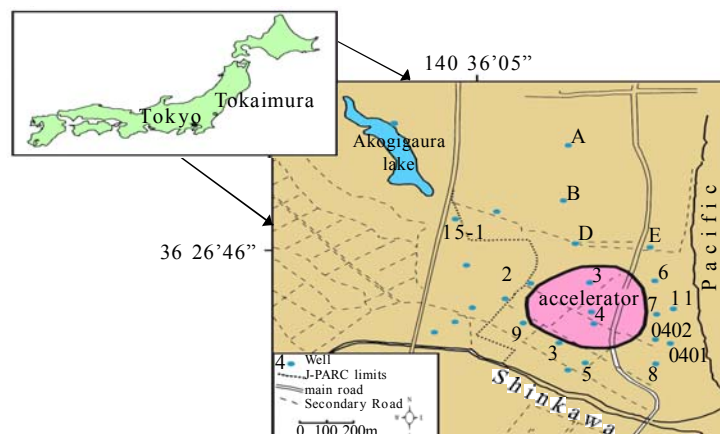 140 36'05”
Tokaimura
Tokyo
Akogigaura
lake
A
B
15-1
D
E
36 26'46”
Pacific
2
3
6
accelerator
7
11
4
9
0402
3
0401
5
8
4 Well
J-PARC limits
main road
Secondary Road
0 100 200m
Shinkawa